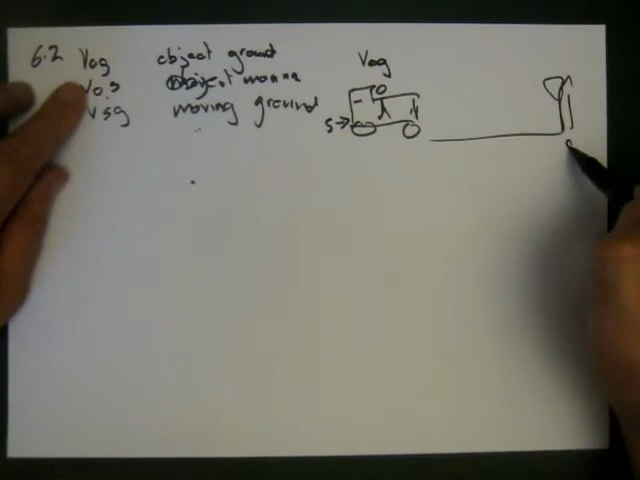 6.2 Vog object ground
Vos object moving
Vsg moving ground
Vog
S→